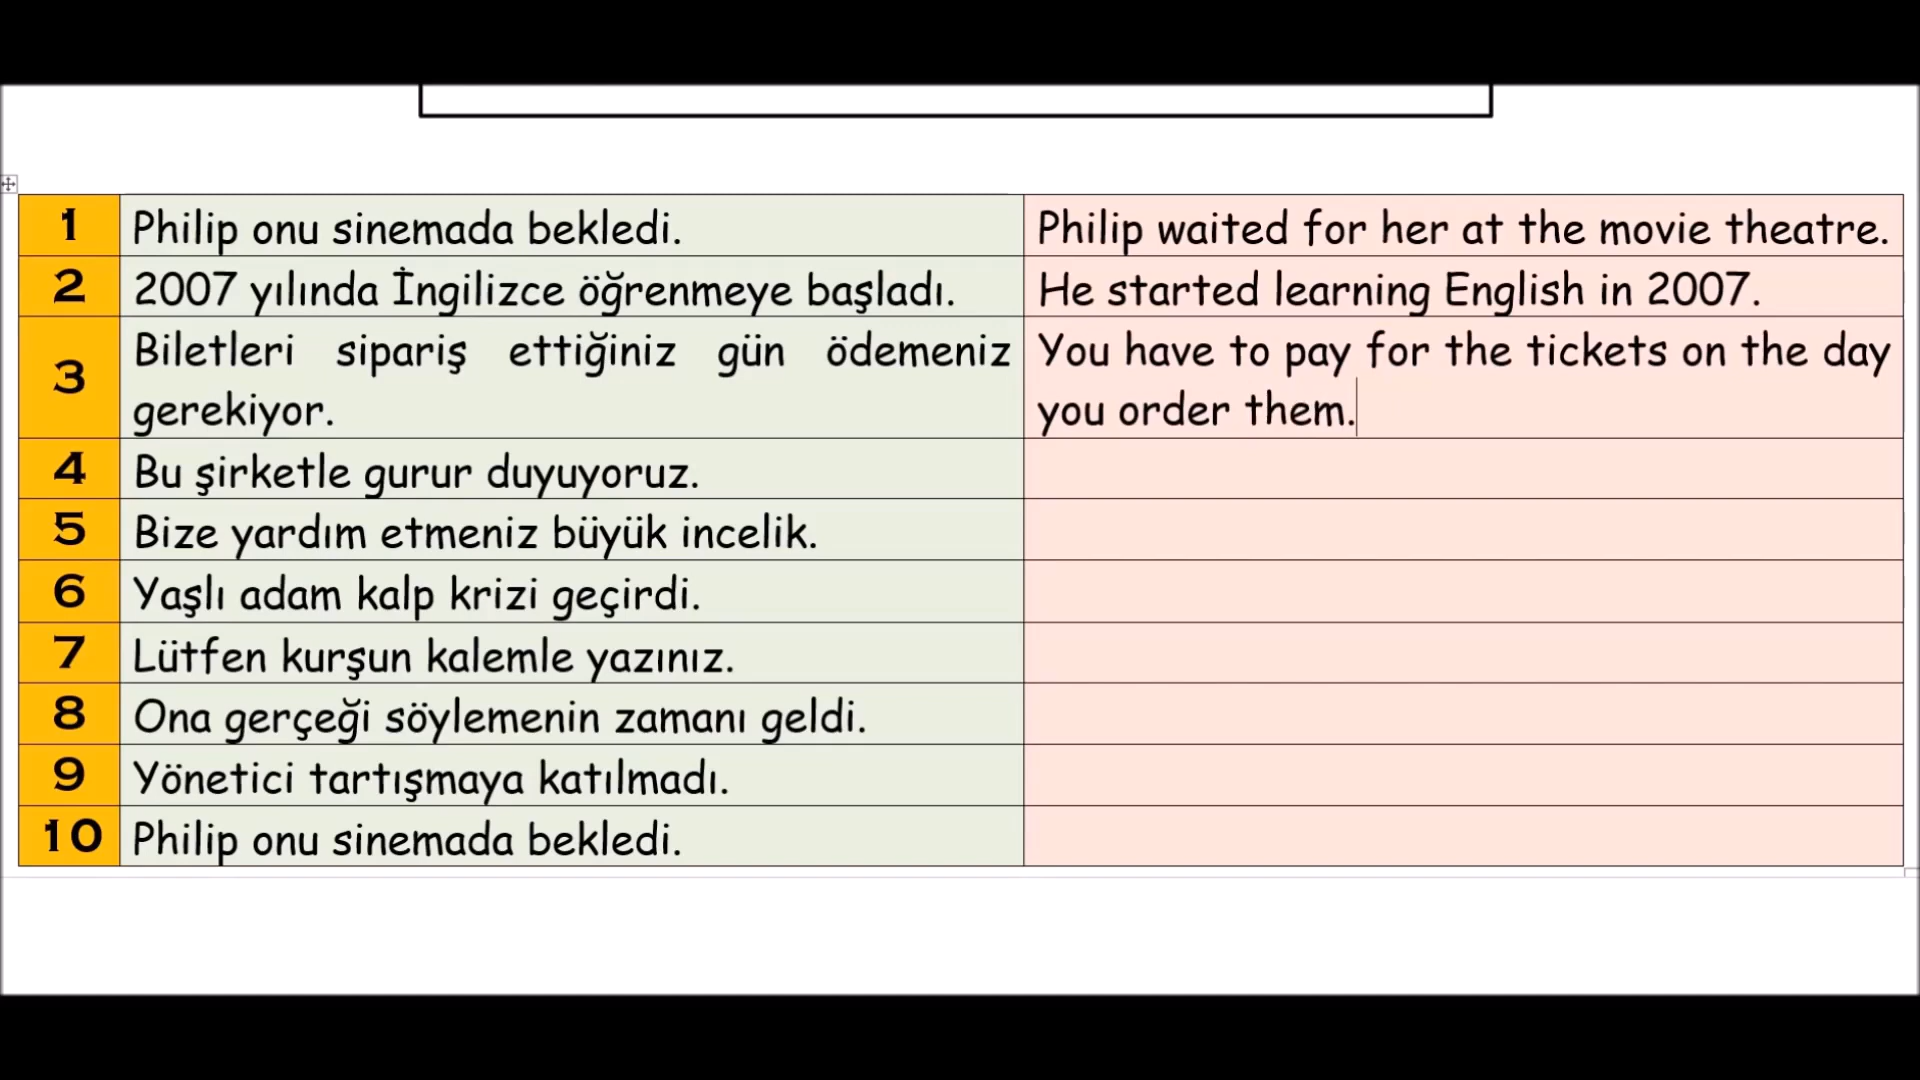 1 Philip onu sinemada bekledi. Philip waited for her at the movie theatre.
2 2007 yılında İngilizce öğrenmeye başladı. He started learning English in 2007.
3 Biletleri sipariş ettiğiniz gün ödemeniz
gerekiyor.
You have to pay for the tickets on the day
you order them.
4 Bu şirketle gurur duyuyoruz.
5 Bize yardım etmeniz büyük incelik.
6 Yaşlı adam kalp krizi geçirdi.
7 Lütfen kurşun kalemle yazınız.
8 Ona gerçeği söylemenin zamanı geldi.
9 Yönetici tartışmaya katılmadı.
10 Philip onu sinemada bekledi.